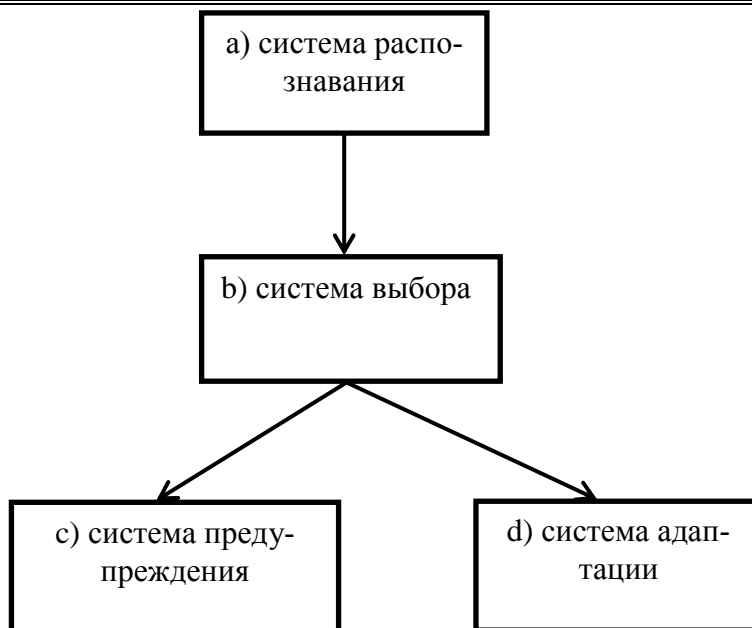 a) система распо-
знавания
b) система выбора
c) система преду-
преждения
d) система адап-
тации